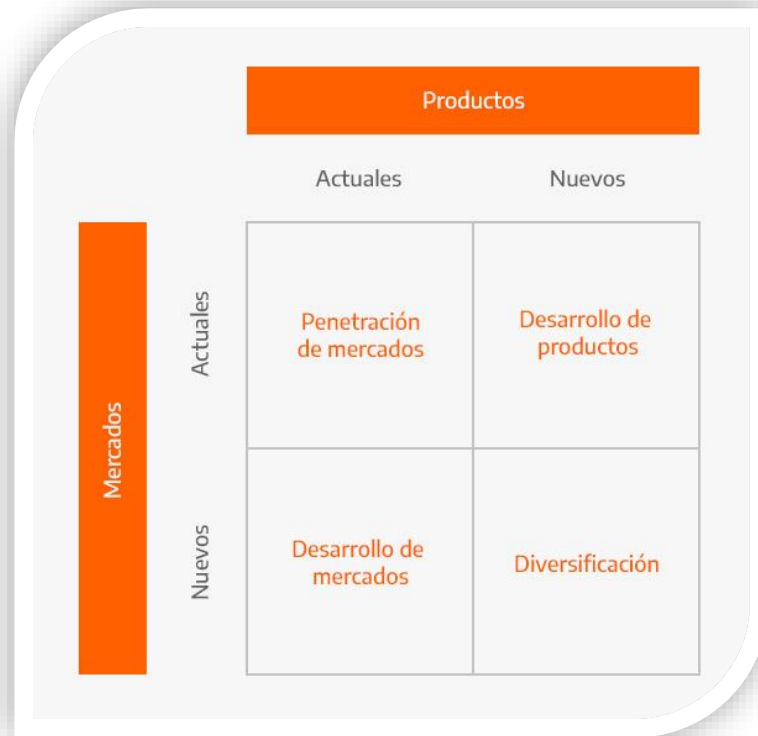 Productos
Actuales
Nuevos
Mercados
Actuales
Penetración
de mercados
Desarrollo de
productos
Nuevos
Desarrollo de
mercados
Diversificación